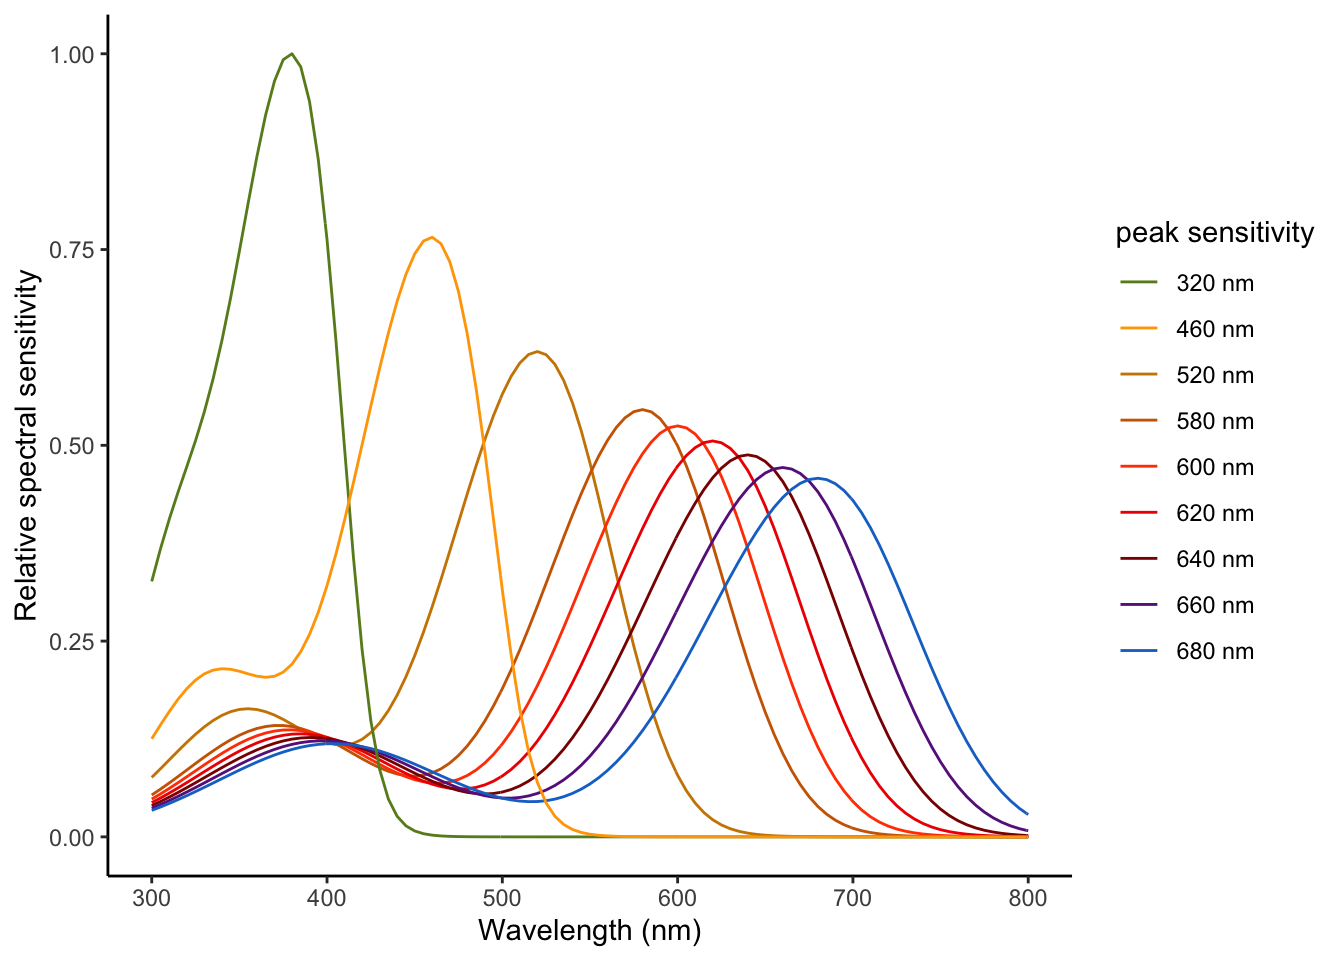 1.00
0.75
0.50
0.25
0.00
Relative spectral sensitivity
300 400 500 600 700 800
Wavelength (nm)
peak sensitivity
320 nm
460 nm
520 nm
580 nm
600 nm
620 nm
640 nm
660 nm
680 nm